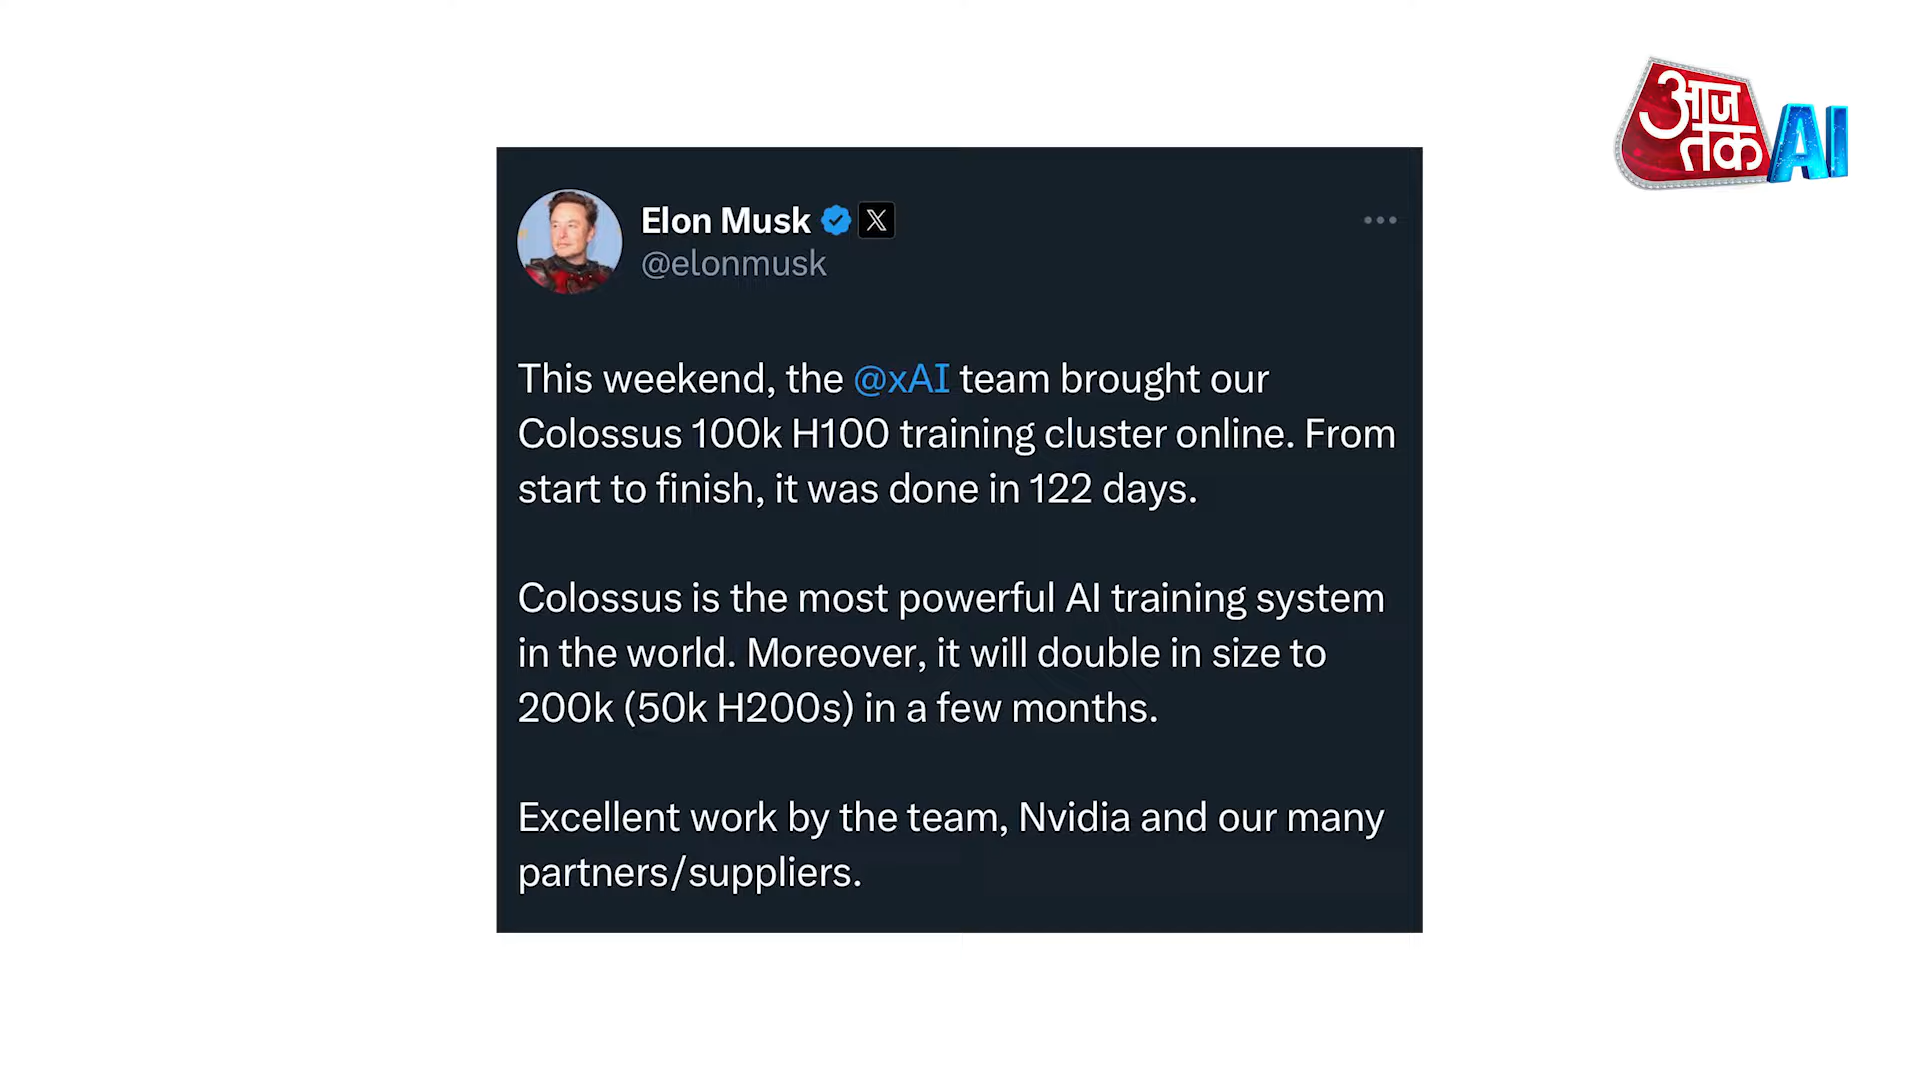 आज
तक AI
Elon Musk
@elonmusk
This weekend, the @xAI team brought our
Colossus 100k H100 training cluster online. From
start to finish, it was done in 122 days.
Colossus is the most powerful AI training system
in the world. Moreover, it will double in size to
200k (50k H200s) in a few months.
Excellent work by the team, Nvidia and our many
partners/suppliers.